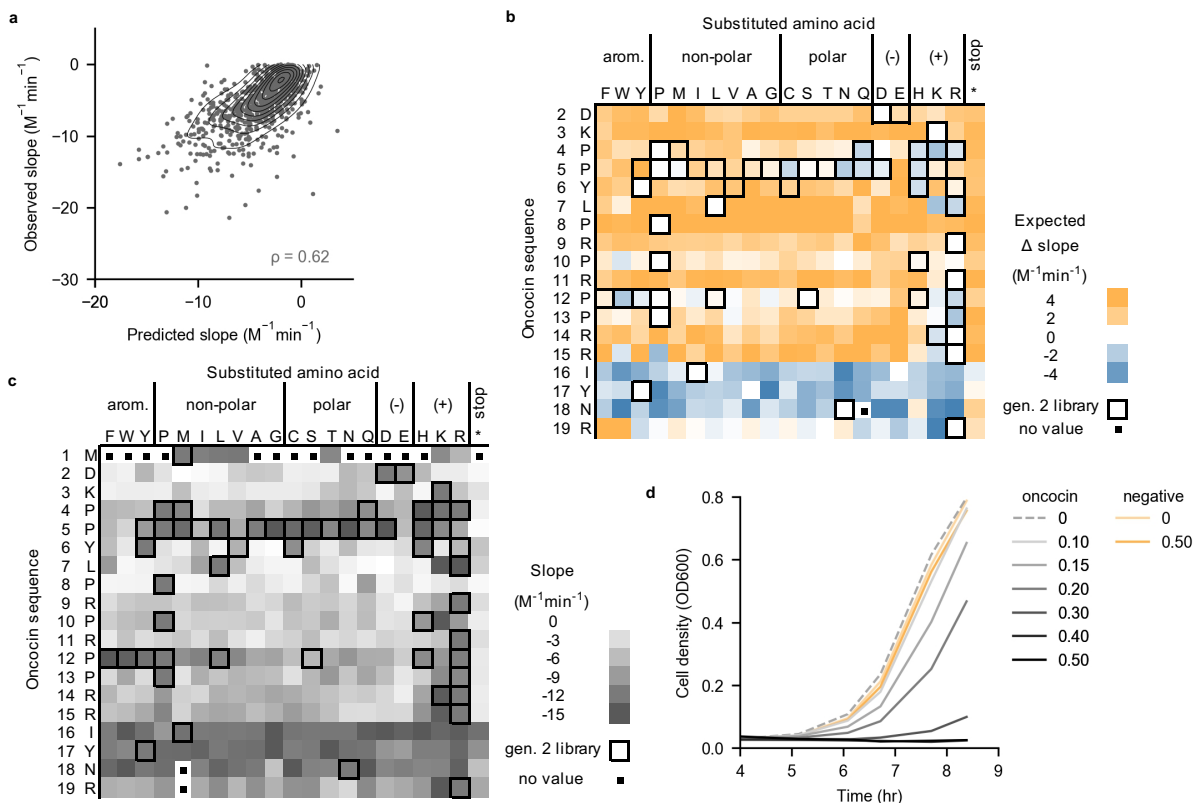 a
Observed slope (M⁻¹min⁻¹)
0
−10
−20
−30
−20
−10
0
ρ = 0.62
Predicted slope (M⁻¹min⁻¹)
b
Substituted amino acid
arom.
non-polar
polar
(-)
(+)
stop
F W Y P M I L V A G C S T N Q D E H K R *
Oncocin sequence
2 D
3 K
4 P
5 P
6 Y
7 L
8 P
9 R
10 P
11 R
12 P
13 P
14 R
15 R
16 I
17 Y
18 N
19 R
Expected
Δ slope
(M⁻¹min⁻¹)
4
2
0
-2
-4
gen. 2 library
no value
c
Substituted amino acid
arom.
non-polar
polar
(-)
(+)
stop
F W Y P M I L V A G C S T N Q D E H K R *
Oncocin sequence
1 M
2 D
3 K
4 P
5 P
6 Y
7 L
8 P
9 R
10 P
11 R
12 P
13 P
14 R
15 R
16 I
17 Y
18 N
19 R
Slope
(M⁻¹min⁻¹)
0
-3
-6
-9
-12
-15
gen. 2 library
no value
d
Cell density (OD600)
0.8
0.6
0.4
0.2
0.0
4 5 6 7 8 9
Time (hr)
oncocin
0
0.10
0.15
0.20
0.30
0.40
0.50
negative
0
0.50